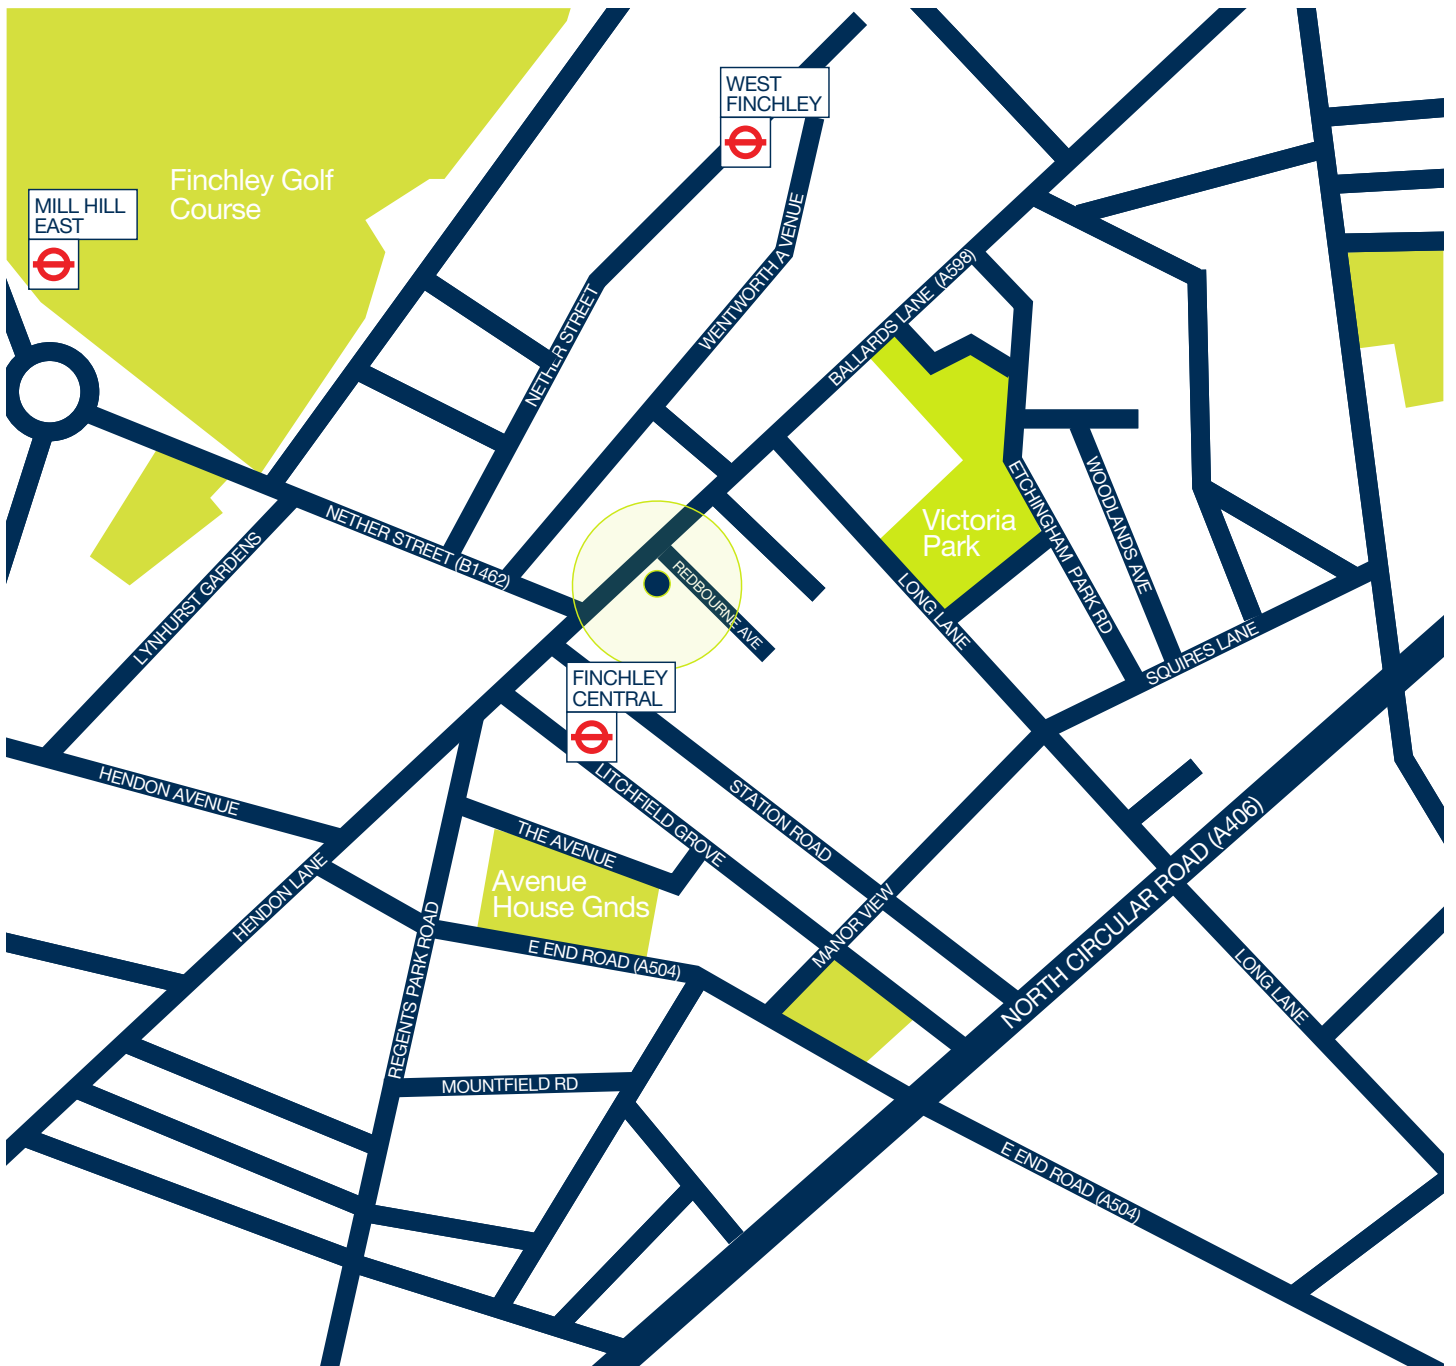 WEST
FINCHLEY
Finchley Golf
Course
MILL HILL
EAST
WENTWORTH AVENUE
NETHER STREET
BALLARDS LANE (A598)
NETHER STREET (B1462)
LYNHURST GARDENS
REDBOURNE AVE
Victoria
Park
ETCHINGHAM PARK RD
WOODLANDS AVE
LONG LANE
SQUIRES LANE
FINCHLEY
CENTRAL
HENDON AVENUE
LITCHFIELD GROVE
STATION ROAD
THE AVENUE
Avenue
House Gnds
HENDON LANE
REGENTS PARK ROAD
E END ROAD (A504)
MANOR VIEW
NORTH CIRCULAR ROAD (A406)
LONG LANE
MOUNTFIELD RD
E END ROAD (A504)